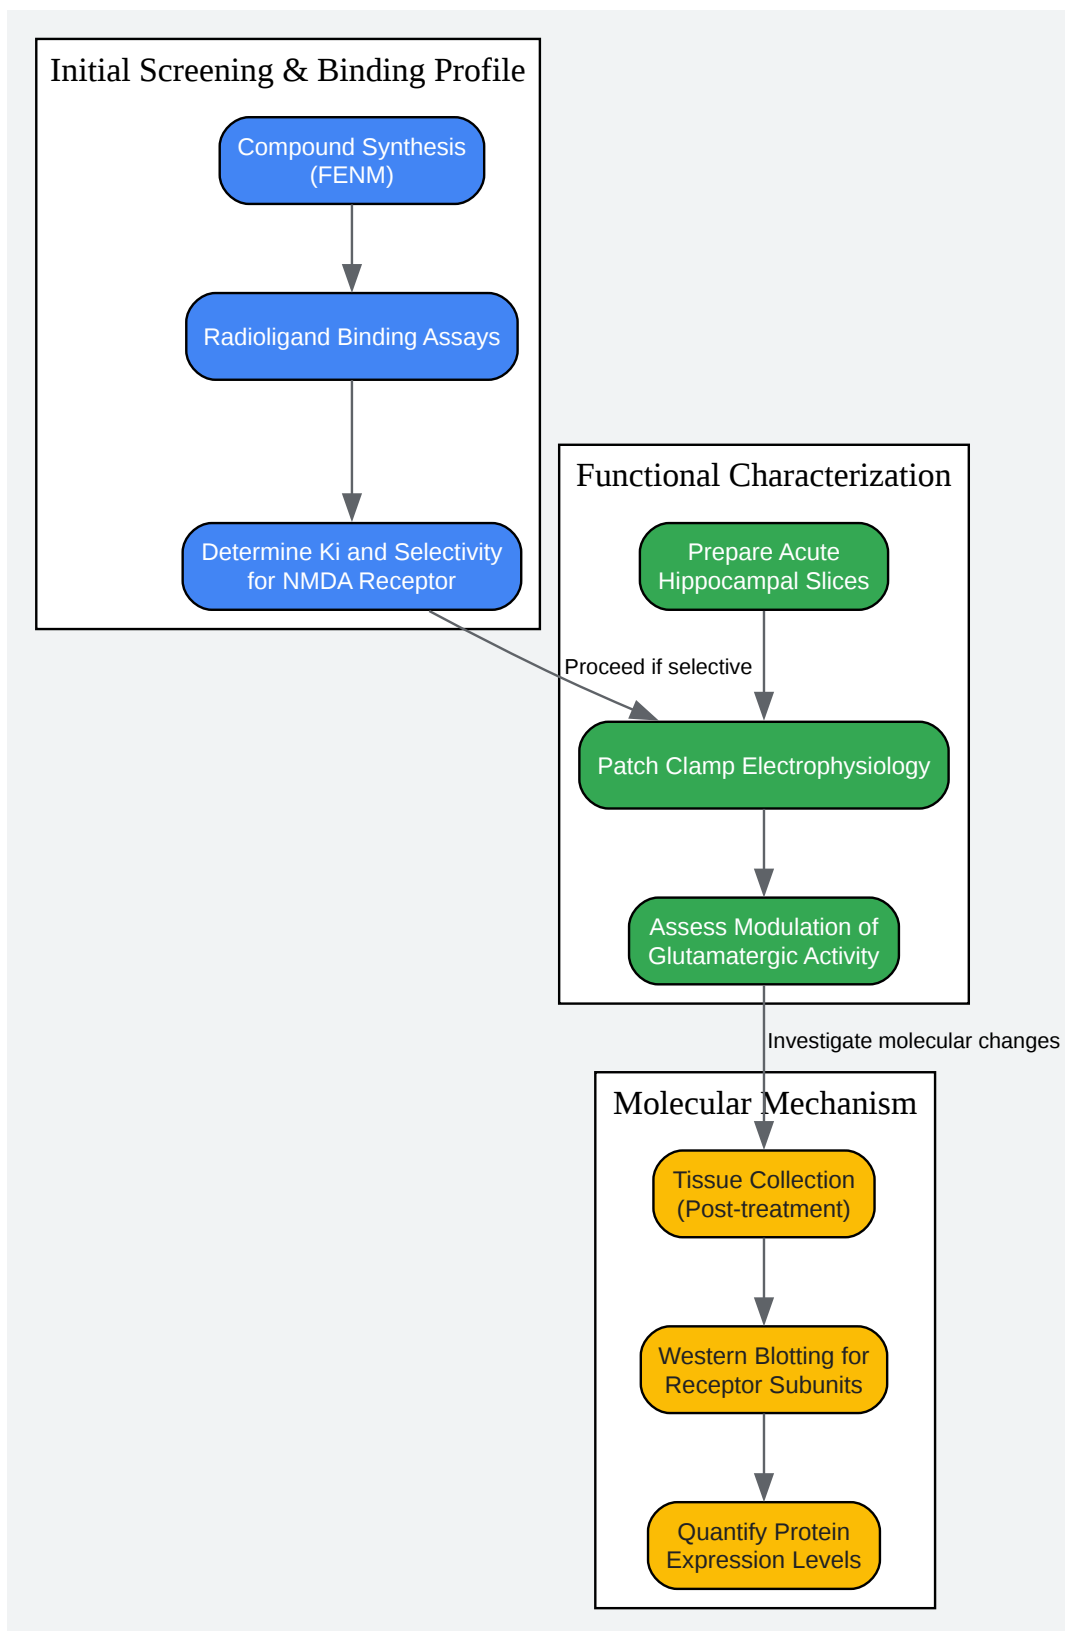 Initial Screening & Binding Profile
Compound Synthesis
(FENM)
Radioligand Binding Assays
Determine Ki and Selectivity
for NMDA Receptor
Proceed if selective
Functional Characterization
Prepare Acute
Hippocampal Slices
Patch Clamp Electrophysiology
Assess Modulation of
Glutamatergic Activity
Investigate molecular changes
Molecular Mechanism
Tissue Collection
(Post-treatment)
Western Blotting for
Receptor Subunits
Quantify Protein
Expression Levels